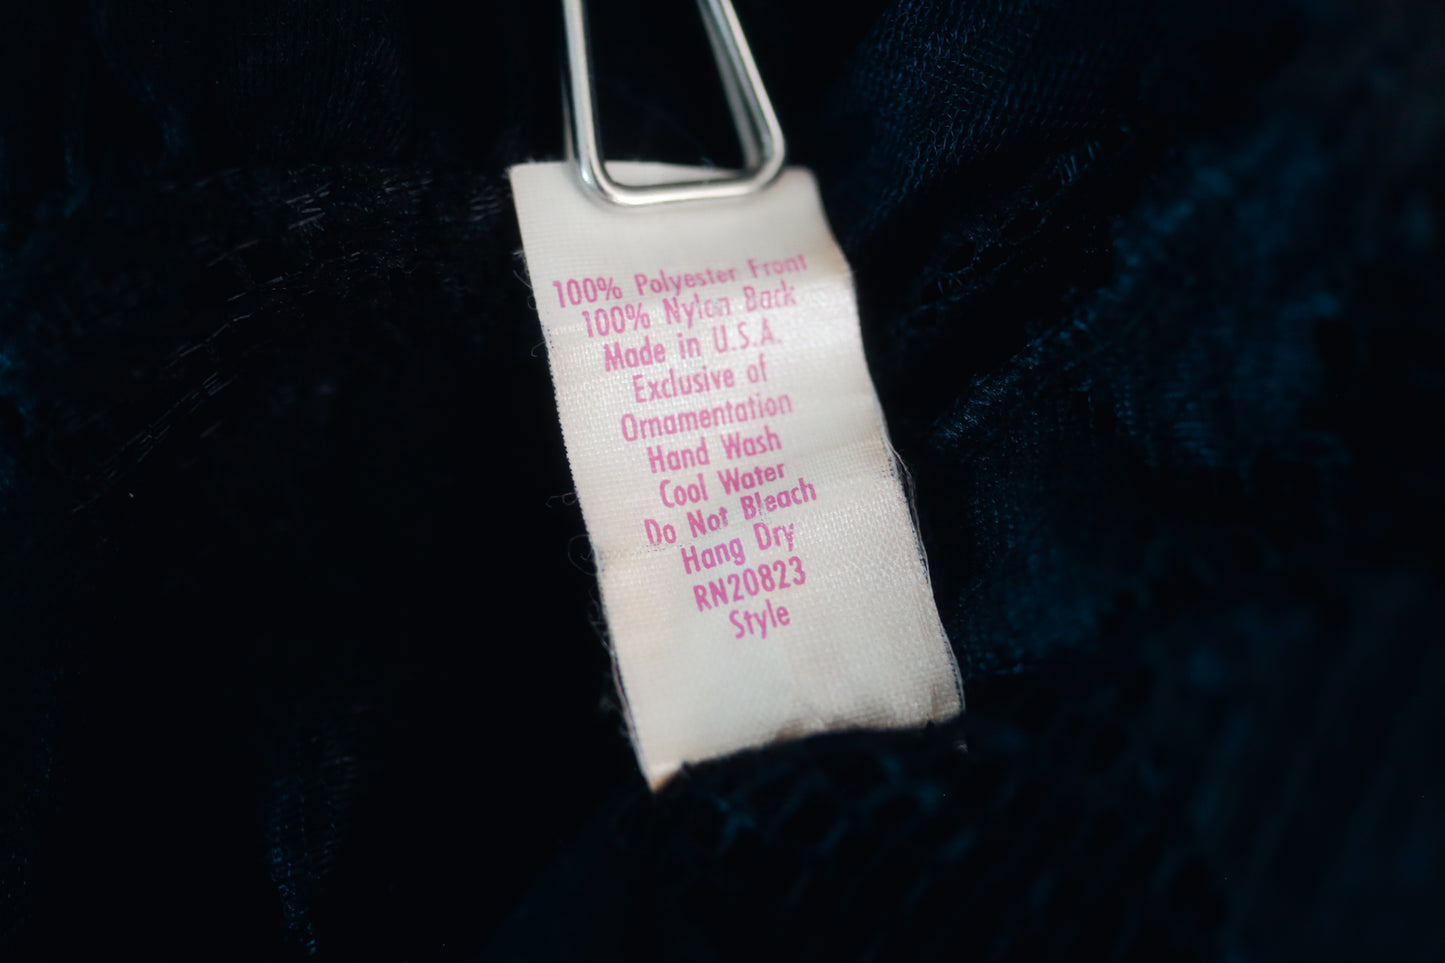 100% Polyester Front
100% Nylon Back
Made in U.S.A.
Exclusive of
Ornamentation
Hand Wash
Cool Water
Do Not Bleach
Hang Dry
RN20823
Style